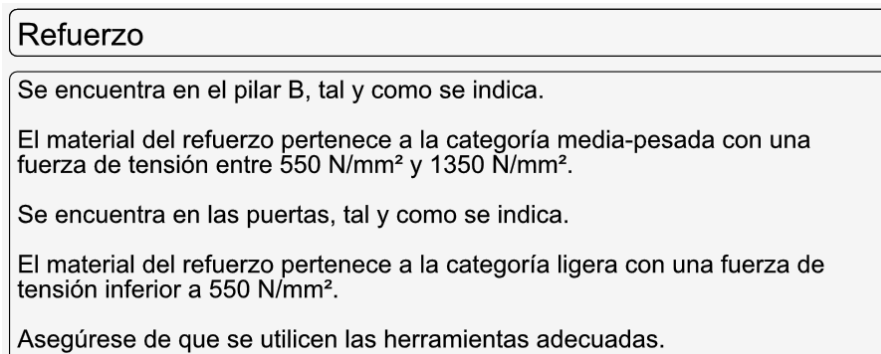 Refuerzo
Se encuentra en el pilar B, tal y como se indica.
El material del refuerzo pertenece a la categoría media-pesada con una
fuerza de tensión entre 550 N/mm² y 1350 N/mm².
Se encuentra en las puertas, tal y como se indica.
El material del refuerzo pertenece a la categoría ligera con una fuerza de
tensión inferior a 550 N/mm².
Asegúrese de que se utilicen las herramientas adecuadas.